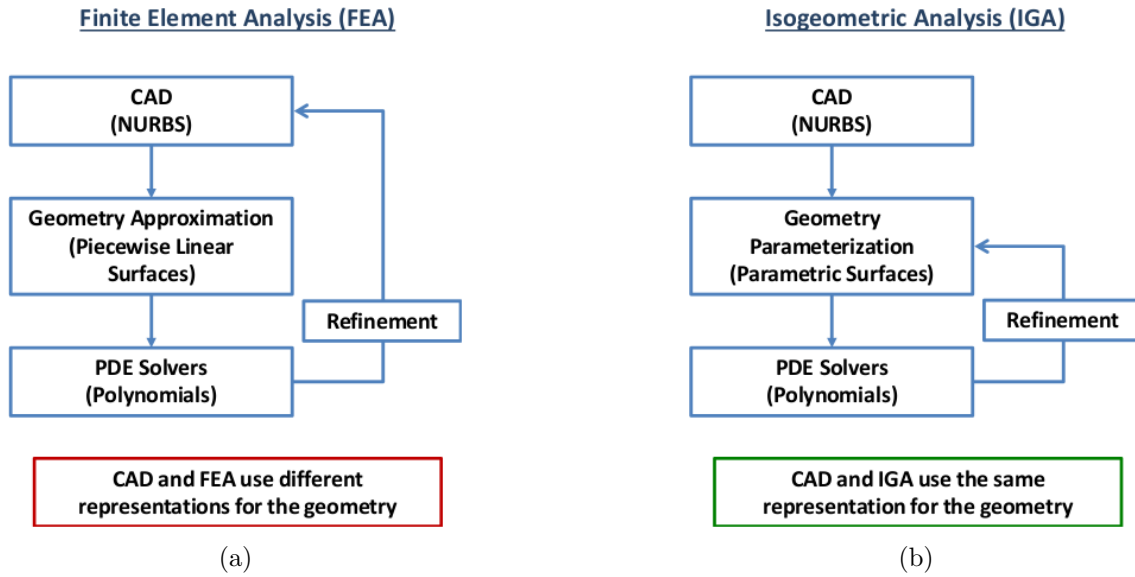 Finite Element Analysis (FEA)
CAD
(NURBS)
Geometry Approximation
(Piecewise Linear
Surfaces)
Refinement
PDE Solvers
(Polynomials)
CAD and FEA use different
representations for the geometry
(a)
Isogeometric Analysis (IGA)
CAD
(NURBS)
Geometry
Parameterization
(Parametric Surfaces)
Refinement
PDE Solvers
(Polynomials)
CAD and IGA use the same
representation for the geometry
(b)